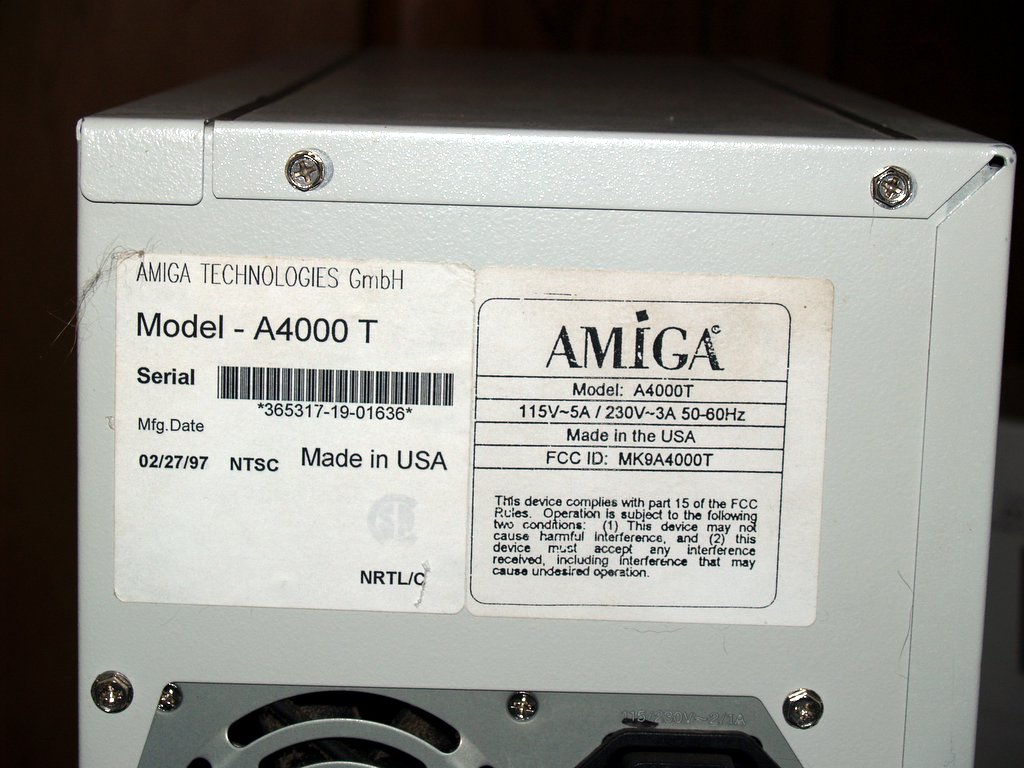 AMIGA TECHNOLOGIES GmbH
Model - A4000 T
Serial
*365317-19-01636*
Mfg.Date
02/27/97 NTSC Made in USA
NRTL/C
AMiGA
Model: A4000T
115V~5A / 230V~3A 50-60Hz
Made in the USA
FCC ID: MK9A4000T
This device complies with part 15 of the FCC
Rules. Operation is subject to the following
two conditions: (1) This device may not
cause harmful interference, and (2) this
device must accept any interference
received, including interference that may
cause undesired operation.
115-230V~2/1A